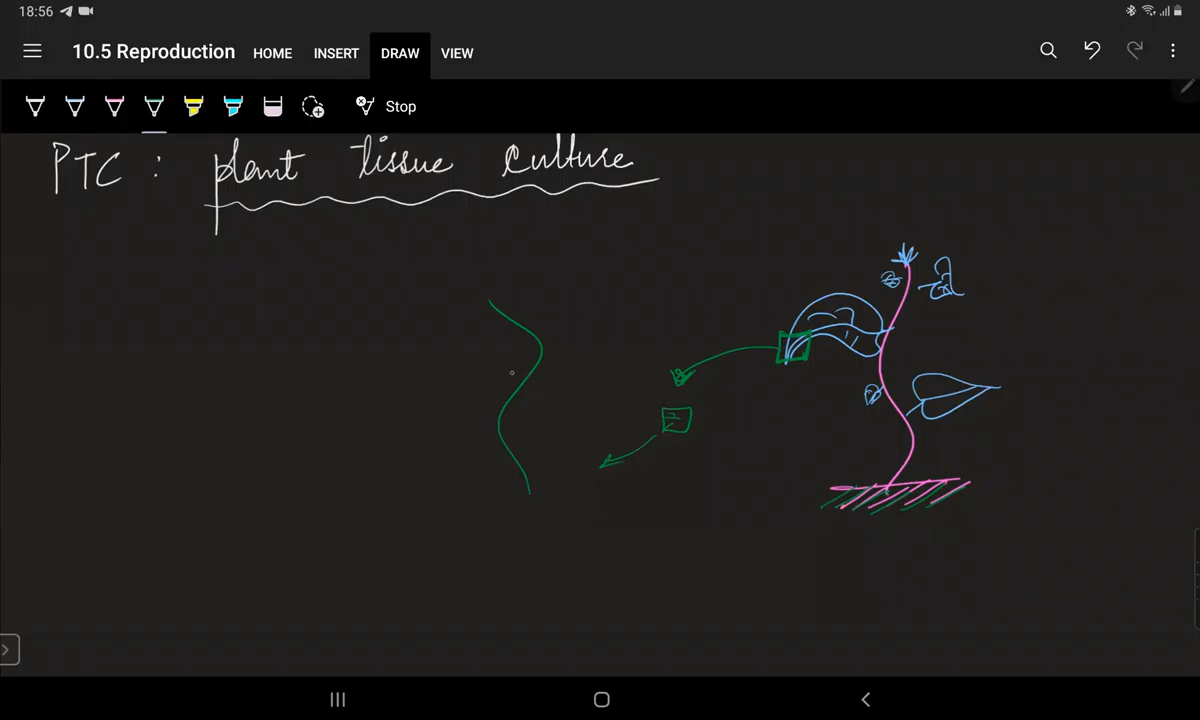 18:56
10.5 Reproduction HOME INSERT DRAW VIEW
Stop
PTC : plant tissue culture